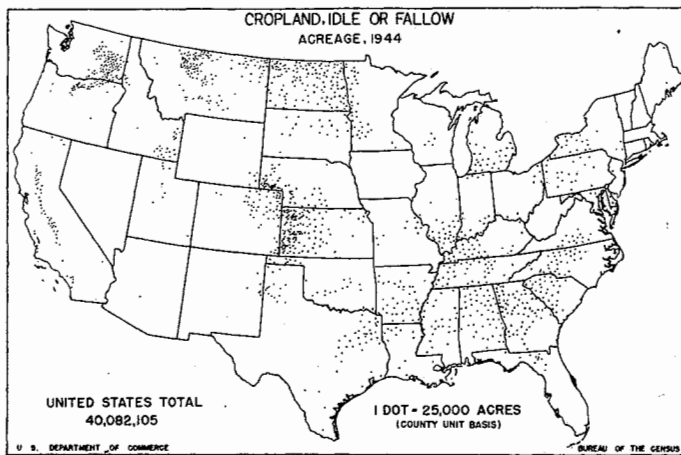 CROPLAND, IDLE OR FALLOW
ACREAGE, 1944
UNITED STATES TOTAL
40,082,105
1 DOT - 25,000 ACRES
(COUNTY UNIT BASIS)
U S. DEPARTMENT OF COMMERCE
BUREAU OF THE CENSUS